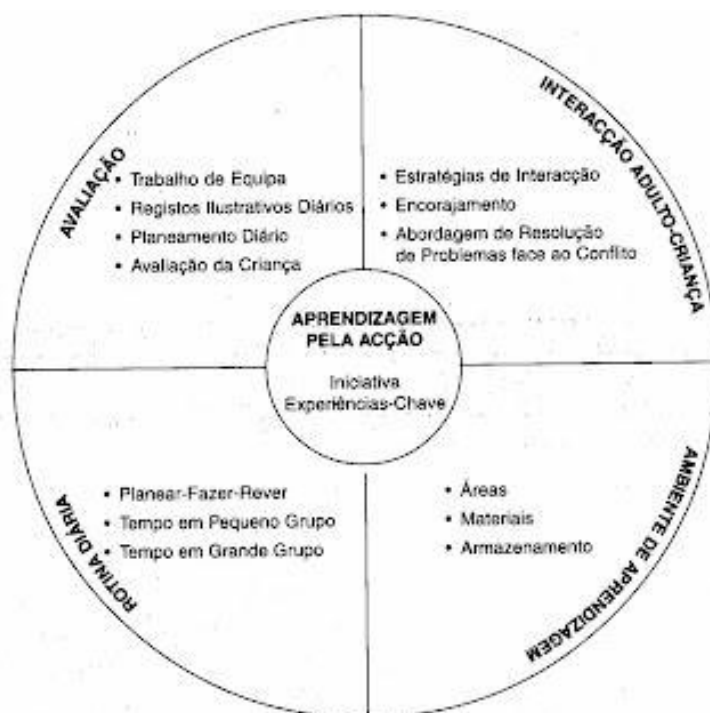 AVALIAÇÃO
• Trabalho de Equipa
• Registos Ilustrativos Diários
• Planeamento Diário
• Avaliação da Criança
INTERACÇÃO ADULTO-CRIANÇA
• Estratégias de Interacção
• Encorajamento
• Abordagem de Resolução
de Problemas face ao Conflito
APRENDIZAGEM
PELA ACÇÃO
Iniciativa
Experiências-Chave
ROTINA DIÁRIA
• Planear-Fazer-Rever
• Tempo em Pequeno Grupo
• Tempo em Grande Grupo
AMBIENTE DE APRENDIZAGEM
• Áreas
• Materiais
• Armazenamento